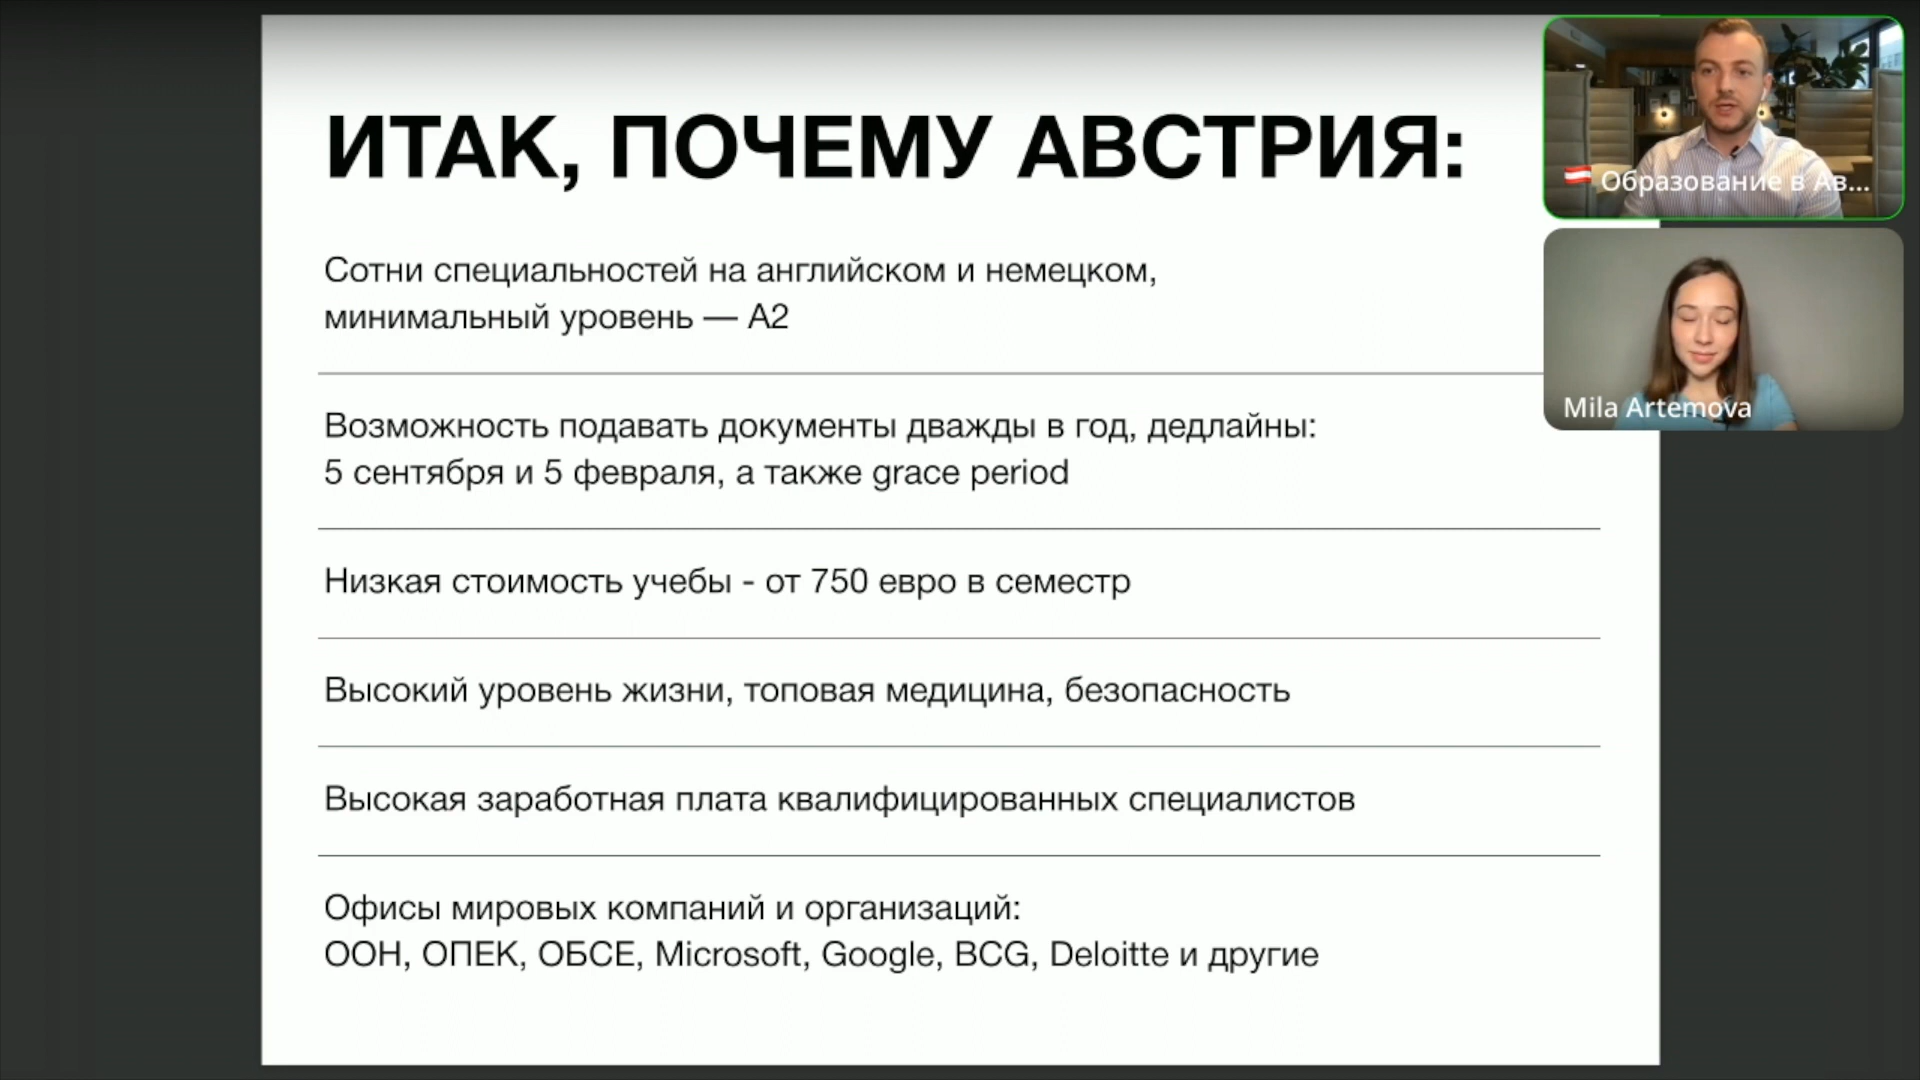 ИТАК, ПОЧЕМУ АВСТРИЯ:
Сотни специальностей на английском и немецком,
минимальный уровень — А2
Возможность подавать документы дважды в год, дедлайны:
5 сентября и 5 февраля, а также grace period
Низкая стоимость учебы - от 750 евро в семестр
Высокий уровень жизни, топовая медицина, безопасность
Высокая заработная плата квалифицированных специалистов
Офисы мировых компаний и организаций:
ООН, ОПЕК, ОБСЕ, Microsoft, Google, BCG, Deloitte и другие
Образование в Ав...
Mila Artemova